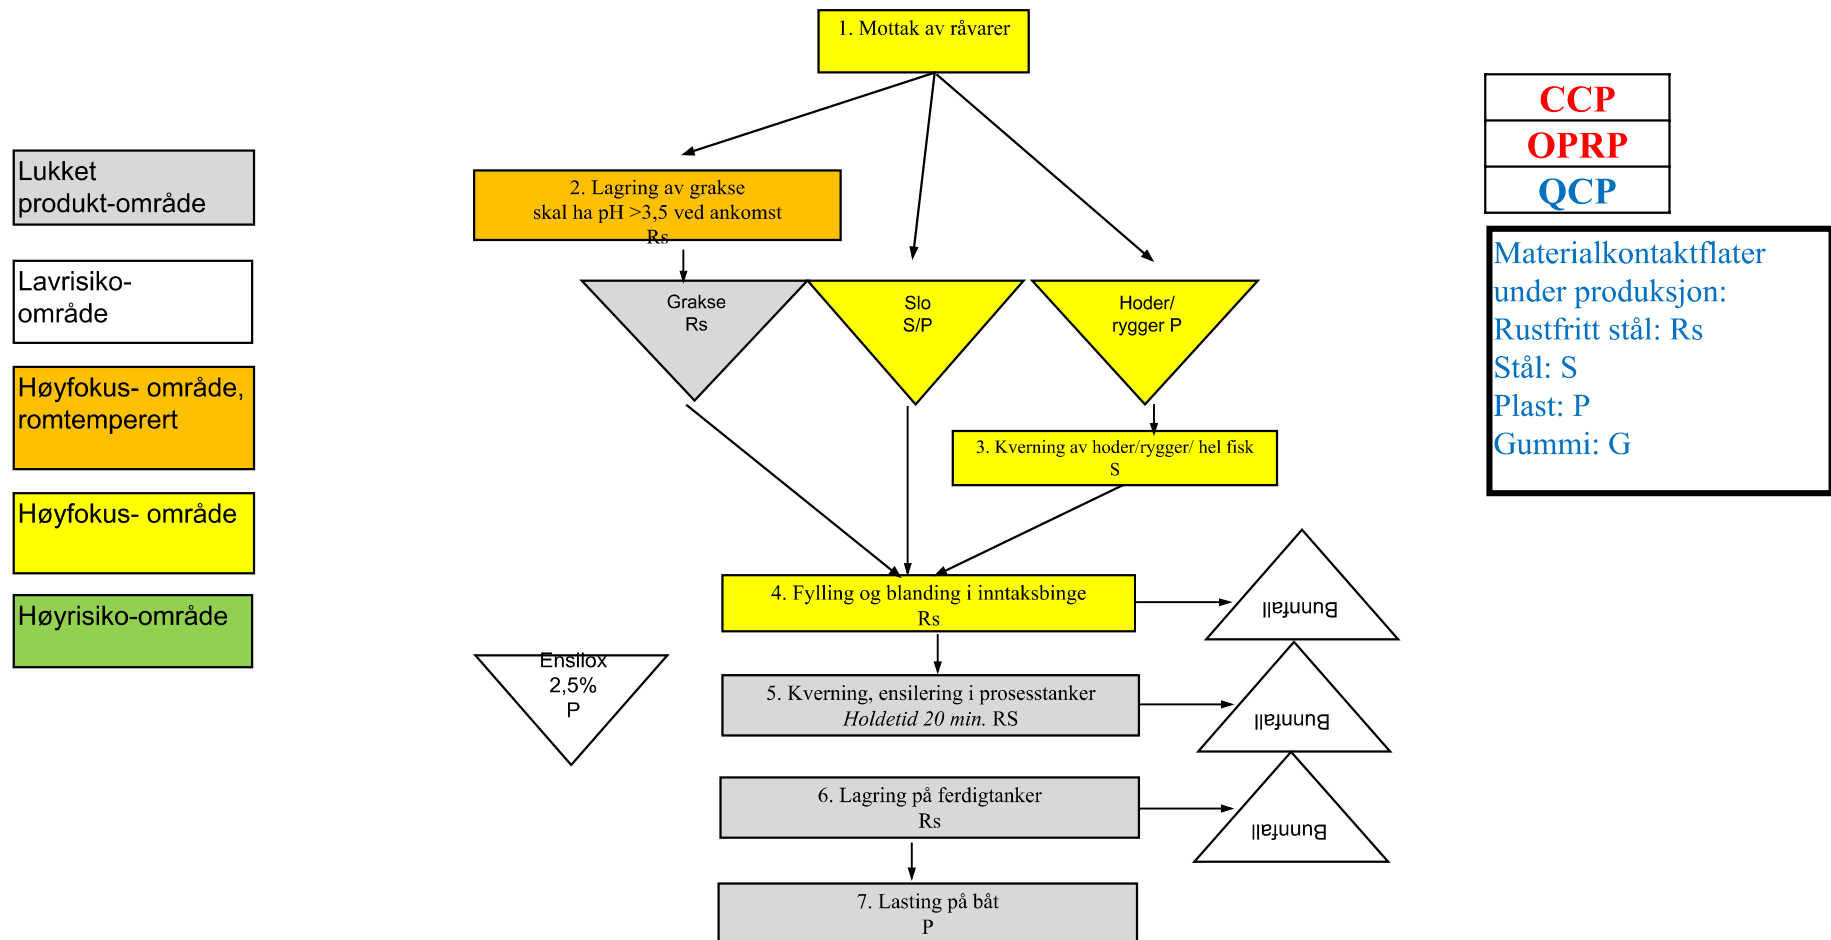 1. Mottak av råvarer
CCP
OPRP
QCP
Lukket
produkt-område
Lavrisiko-
område
Høyfokus- område,
romtemperert
Høyfokus- område
Høyrisiko-område
2. Lagring av grakse
skal ha pH >3,5 ved ankomst
Rs
Grakse
Rs
Slo
S/P
Hoder/
rygger P
Materialkontaktflater
under produksjon:
Rustfritt stål: Rs
Stål: S
Plast: P
Gummi: G
3. Kverning av hoder/rygger/ hel fisk
S
4. Fylling og blanding i inntaksbinge
Rs
Bunnfall
Ensilox
2,5%
P
5. Kverning, ensilering i prosesstanker
Holdetid 20 min. RS
Bunnfall
6. Lagring på ferdigtanker
Rs
Bunnfall
7. Lasting på båt
P